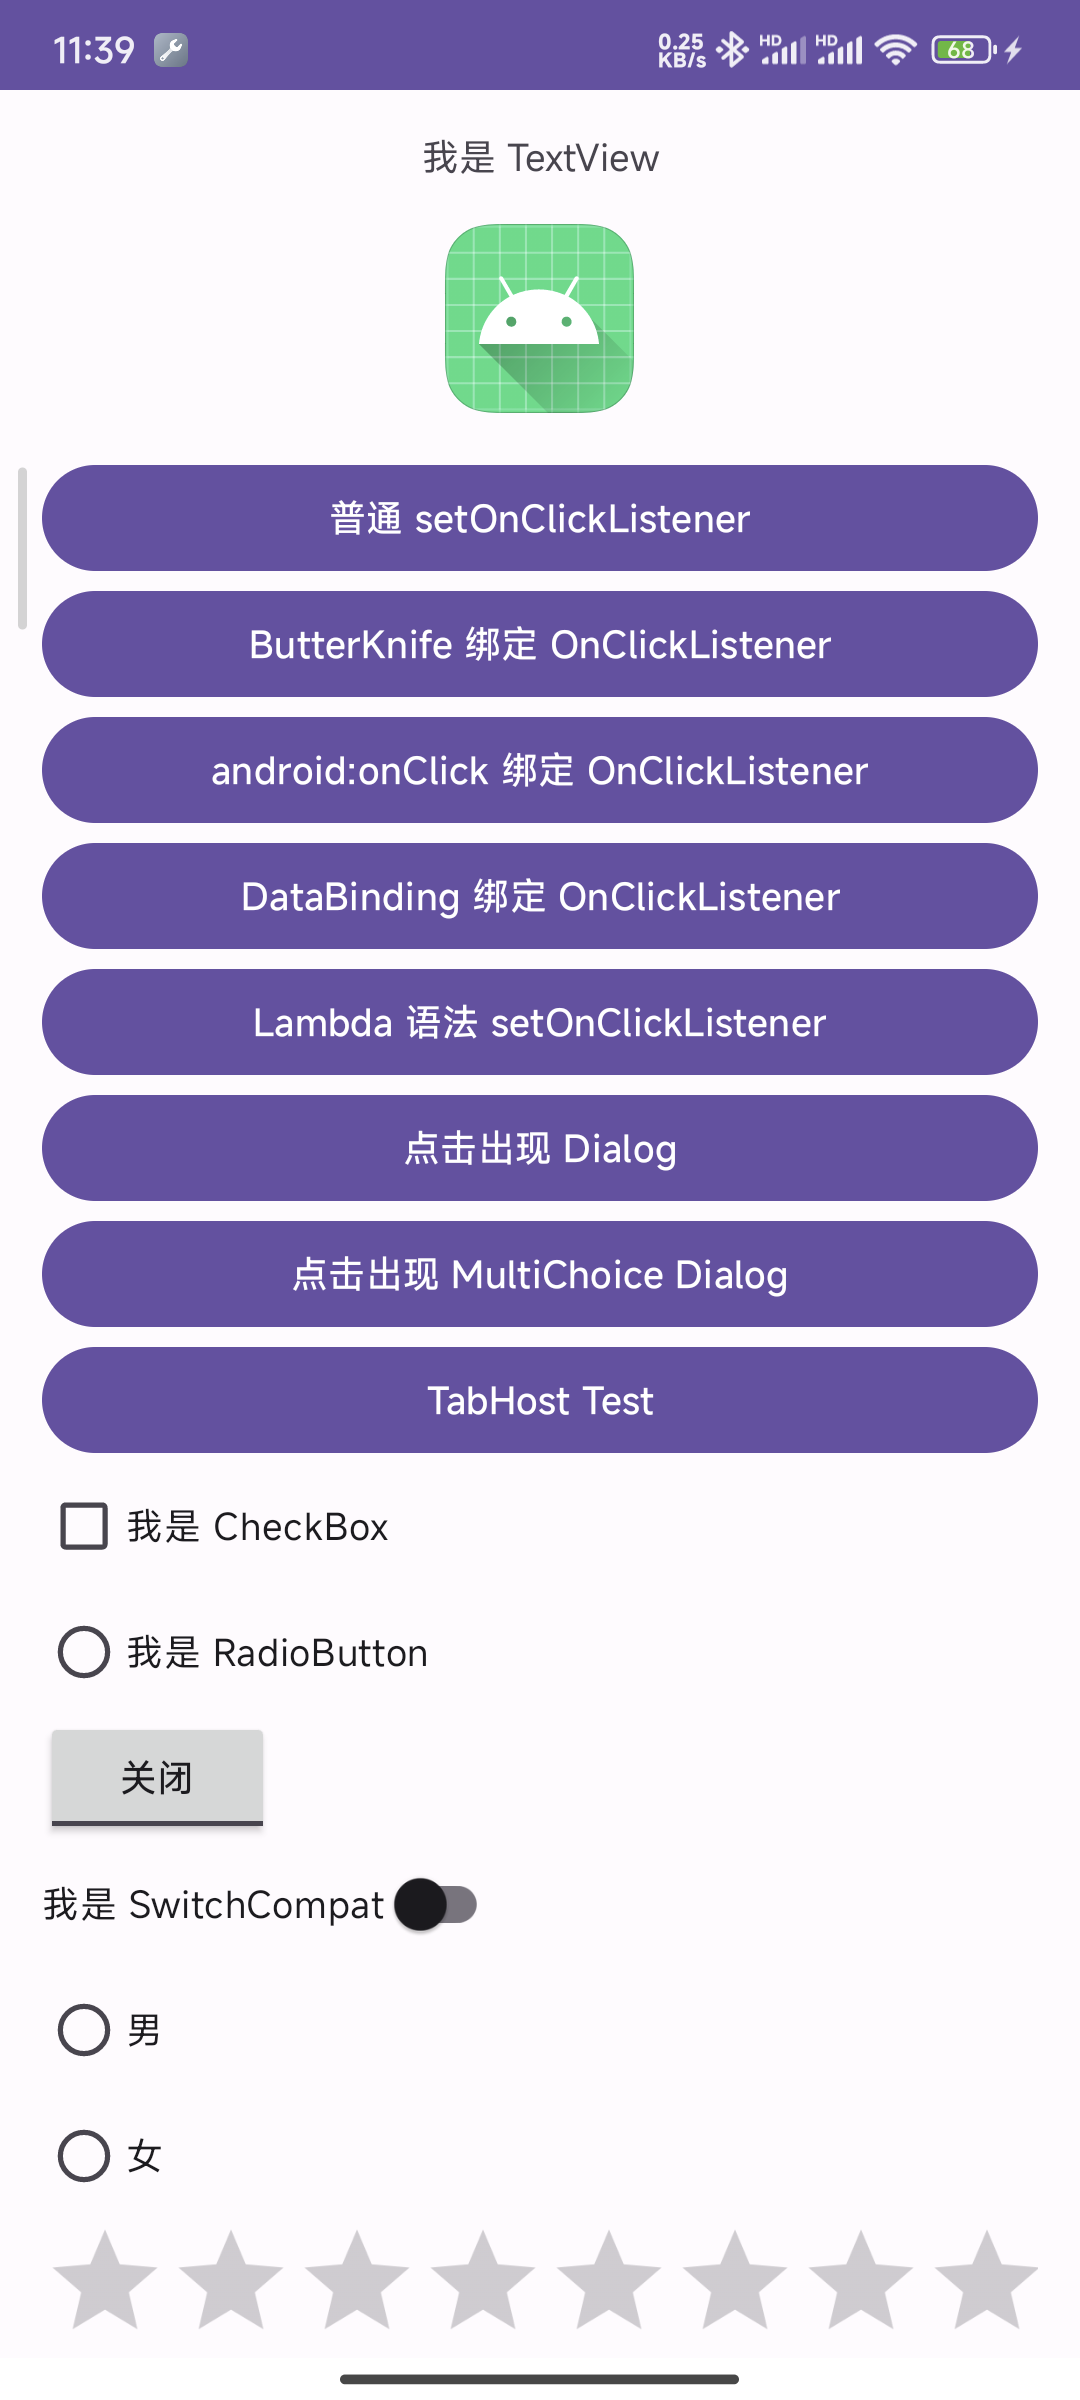 11:39
0.25 KB/s HD HD 68
我是 TextView
普通 setOnClickListener
ButterKnife 绑定 OnClickListener
android:onClick 绑定 OnClickListener
DataBinding 绑定 OnClickListener
Lambda 语法 setOnClickListener
点击出现 Dialog
点击出现 MultiChoice Dialog
TabHost Test
我是 CheckBox
我是 RadioButton
关闭
我是 SwitchCompat
男
女